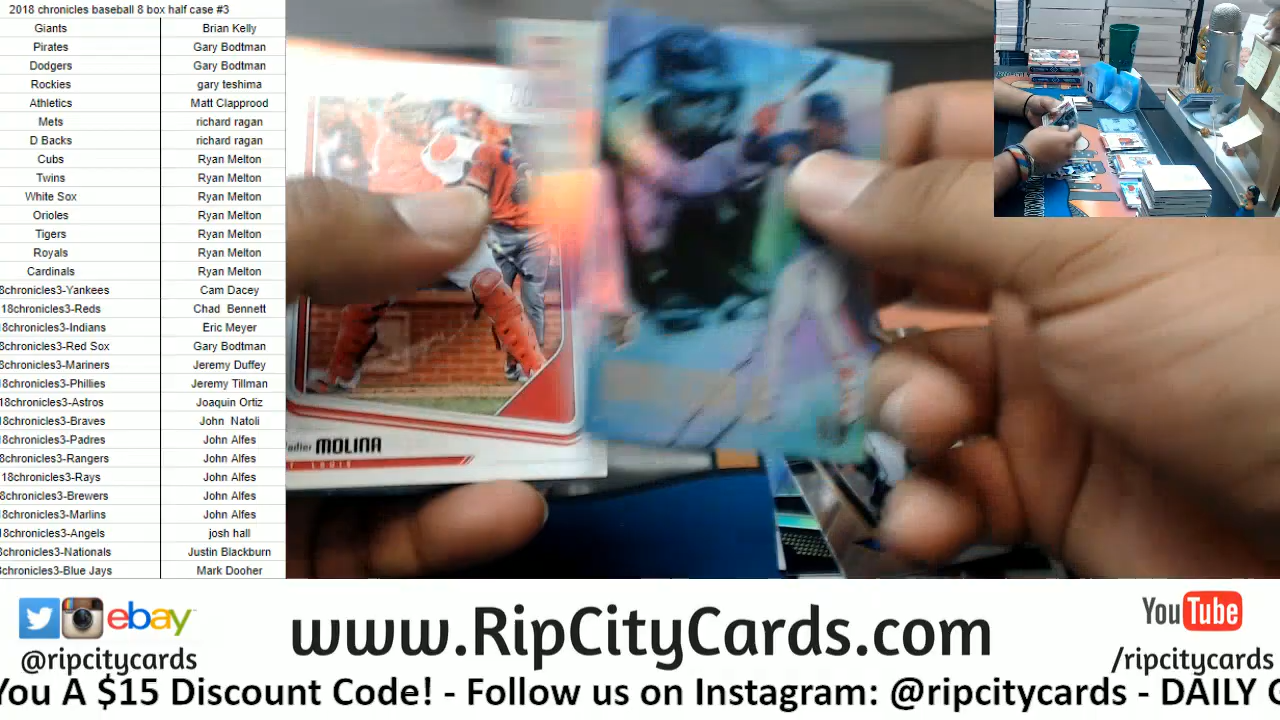 2018 chronicles baseball 8 box half case #3
Giants Brian Kelly
Pirates Gary Bodtman
Dodgers Gary Bodtman
Rockies gary teshima
Athletics Matt Clapprood
Mets richard ragan
D Backs richard ragan
Cubs Ryan Melton
Twins Ryan Melton
White Sox Ryan Melton
Orioles Ryan Melton
Tigers Ryan Melton
Royals Ryan Melton
Cardinals Ryan Melton
8chronicles3-Yankees Cam Dacey
18chronicles3-Reds Chad Bennett
8chronicles3-Indians Eric Meyer
8chronicles3-Red Sox Gary Bodtman
8chronicles3-Mariners Jeremy Duffey
8chronicles3-Phillies Jeremy Tillman
18chronicles3-Astros Joaquin Ortiz
8chronicles3-Braves John Natoli
8chronicles3-Padres John Alfes
8chronicles3-Rangers John Alfes
18chronicles3-Rays John Alfes
8chronicles3-Brewers John Alfes
8chronicles3-Marlins John Alfes
18chronicles3-Angels josh hall
8chronicles3-Nationals Justin Blackburn
8chronicles3-Blue Jays Mark Dooher
MOLINA
ebay
@ripcitycards
www.RipCityCards.com
YouTube
/ripcitycards
You A $15 Discount Code! - Follow us on Instagram: @ripcitycards - DAILY G